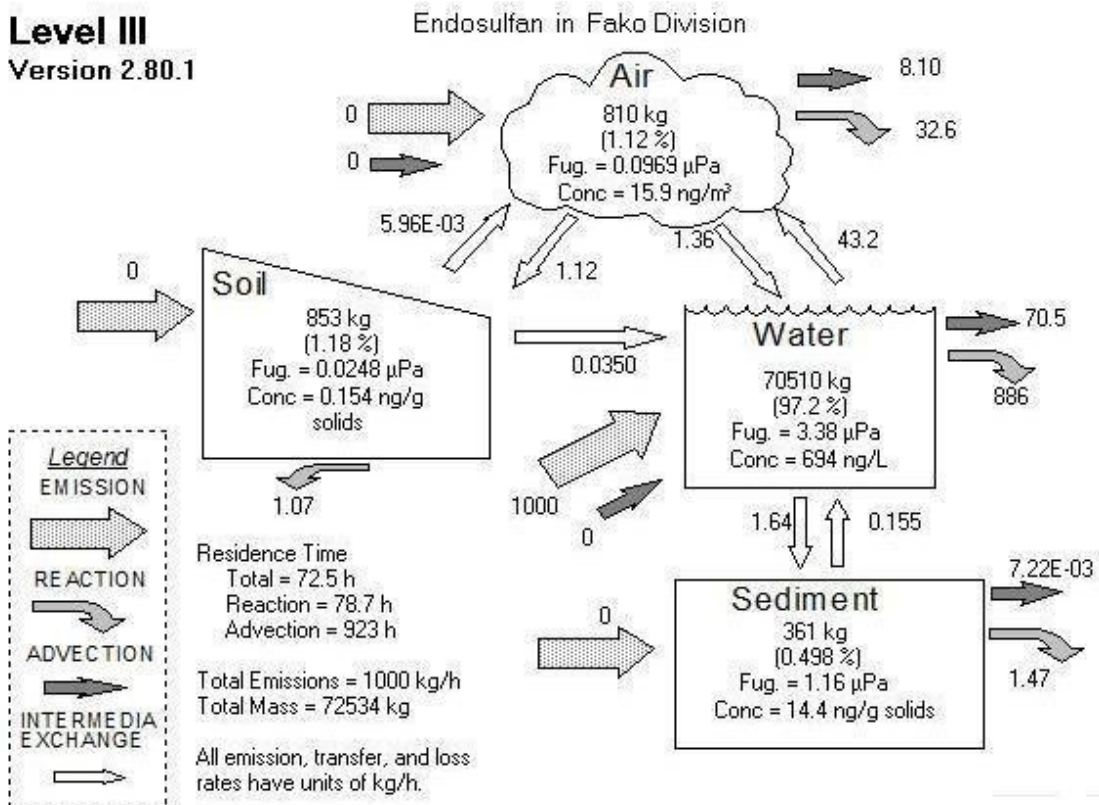 Level III
Version 2.80.1
Endosulfan in Fako Division
Air
810 kg
(1.12 %)
Fug. = 0.0969 µPa
Conc = 15.9 ng/m³
0
0
8.10
32.6
5.96E-03
1.12
1.36
43.2
0
Soil
853 kg
(1.18 %)
Fug. = 0.0248 µPa
Conc = 0.154 ng/g
solids
1.07
0.0350
Water
70510 kg
(97.2 %)
Fug. = 3.38 µPa
Conc = 694 ng/L
70.5
886
1000
0
1.64
0.155
Sediment
361 kg
(0.498 %)
Fug. = 1.16 µPa
Conc = 14.4 ng/g solids
0
7.22E-03
1.47
Legend
EMISSION
REACTION
ADVECTION
INTERMEDIA
EXCHANGE
Residence Time
Total = 72.5 h
Reaction = 78.7 h
Advection = 923 h
Total Emissions = 1000 kg/h
Total Mass = 72534 kg
All emission, transfer, and loss
rates have units of kg/h.